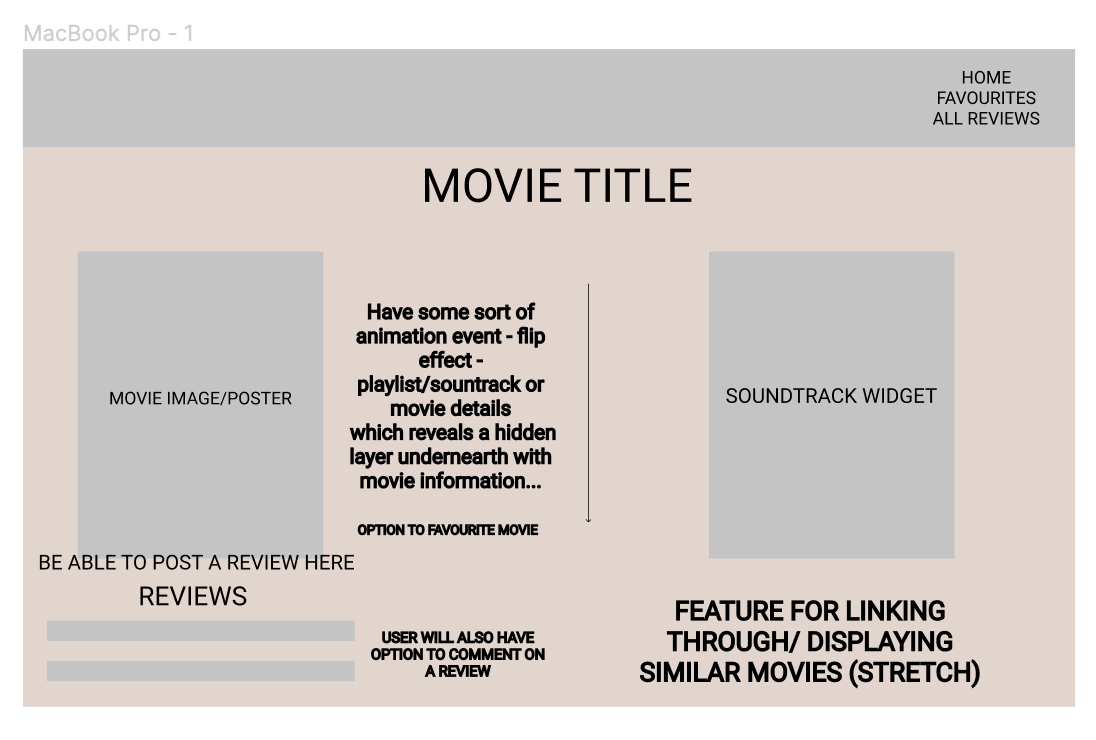 MacBook Pro - 1
HOME
FAVOURITES
ALL REVIEWS
MOVIE TITLE
MOVIE IMAGE/POSTER
Have some sort of
animation event - flip
effect -
playlist/sountrack or
movie details
which reveals a hidden
layer undernearth with
movie information...
OPTION TO FAVOURITE MOVIE
SOUNDTRACK WIDGET
BE ABLE TO POST A REVIEW HERE
REVIEWS
USER WILL ALSO HAVE
OPTION TO COMMENT ON
A REVIEW
FEATURE FOR LINKING
THROUGH/ DISPLAYING
SIMILAR MOVIES (STRETCH)